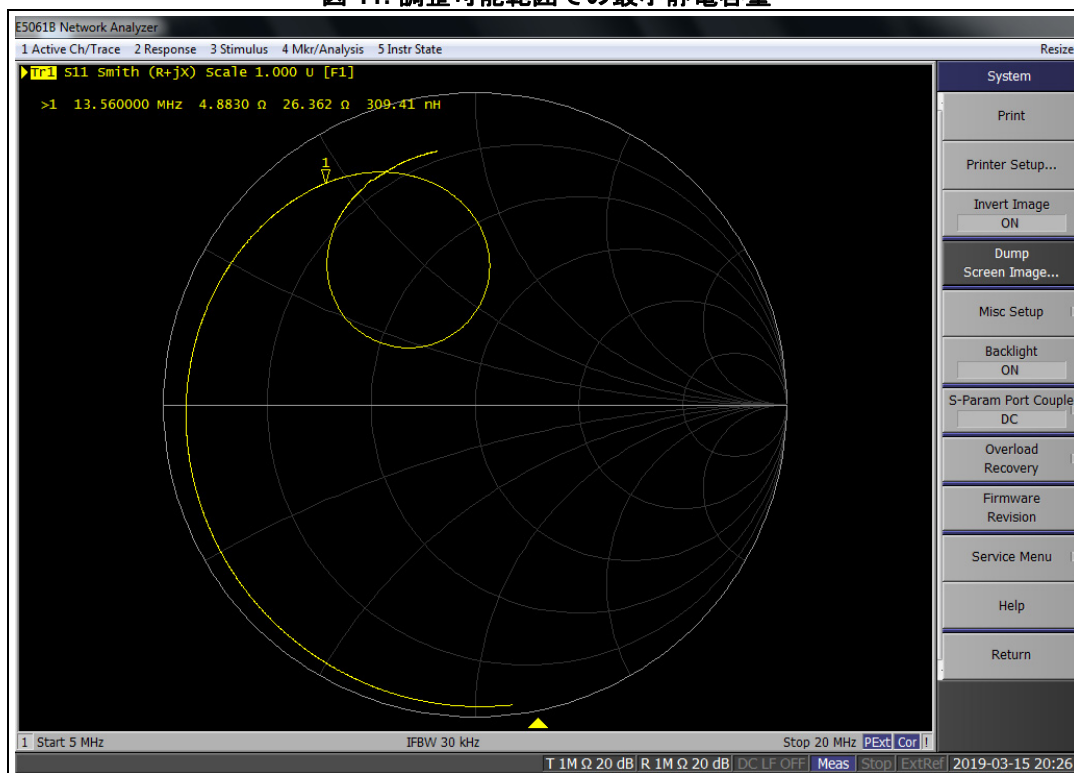 E5061B Network Analyzer
1 Active Ch/Trace 2 Response 3 Stimulus 4 Mkr/Analysis 5 Instr State
Resize
Tr1 S11 Smith (R+jX) Scale 1.000 U [F1]
>1 13.560000 MHz 4.8830 Ω 26.362 Ω 309.41 nH
1
System
Print
Printer Setup...
Invert Image
ON
Dump
Screen Image...
Misc Setup
Backlight
ON
S-Param Port Couple
DC
Overload
Recovery
Firmware
Revision
Service Menu
Help
Return
1 Start 5 MHz
IFBW 30 kHz
Stop 20 MHz PExt Cor !
T 1M Ω 20 dB R 1M Ω 20 dB DC LF OFF Meas Stop ExtRef 2019-03-15 20:26